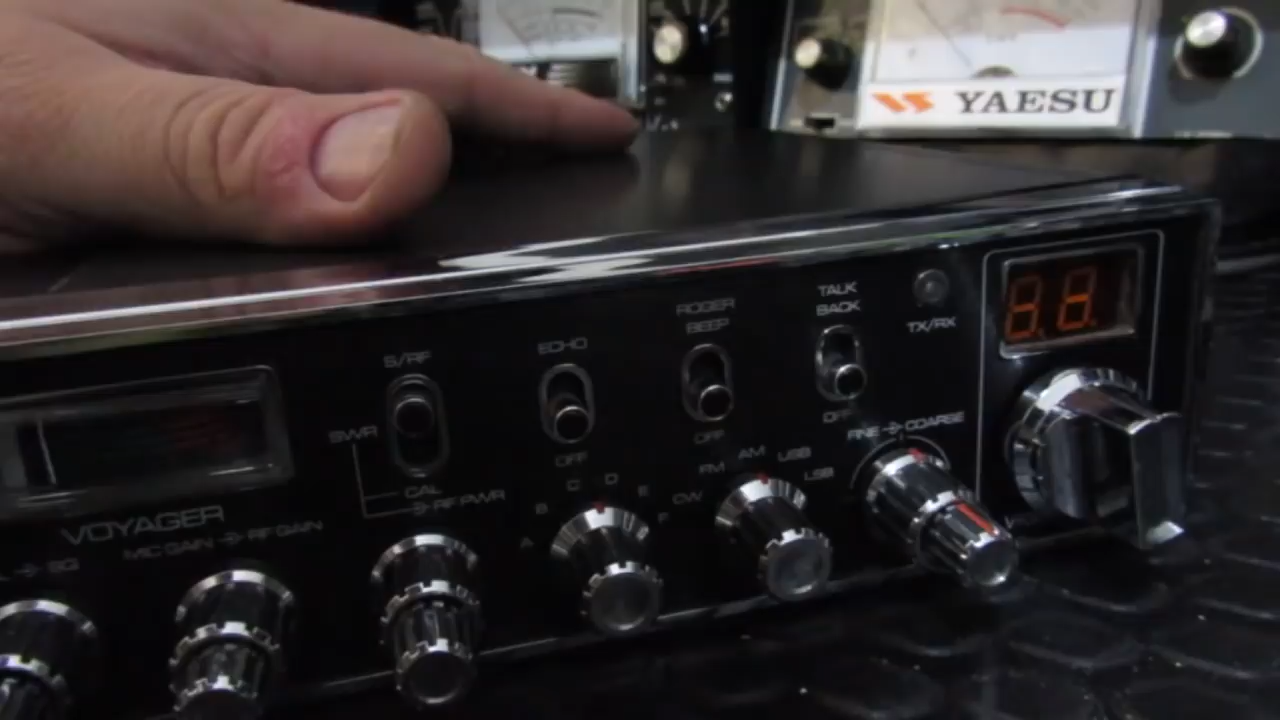 YAESU
S/RF
ECHO
ROGER
BEEP
TALK
BACK
TX/RX
SWR
OFF
OFF
OFF
CAL
RF PWR
FINE COARSE
VOYAGER
MIC GAIN RF GAIN
SQ
A B C D E F
CW FM AM USB LSB